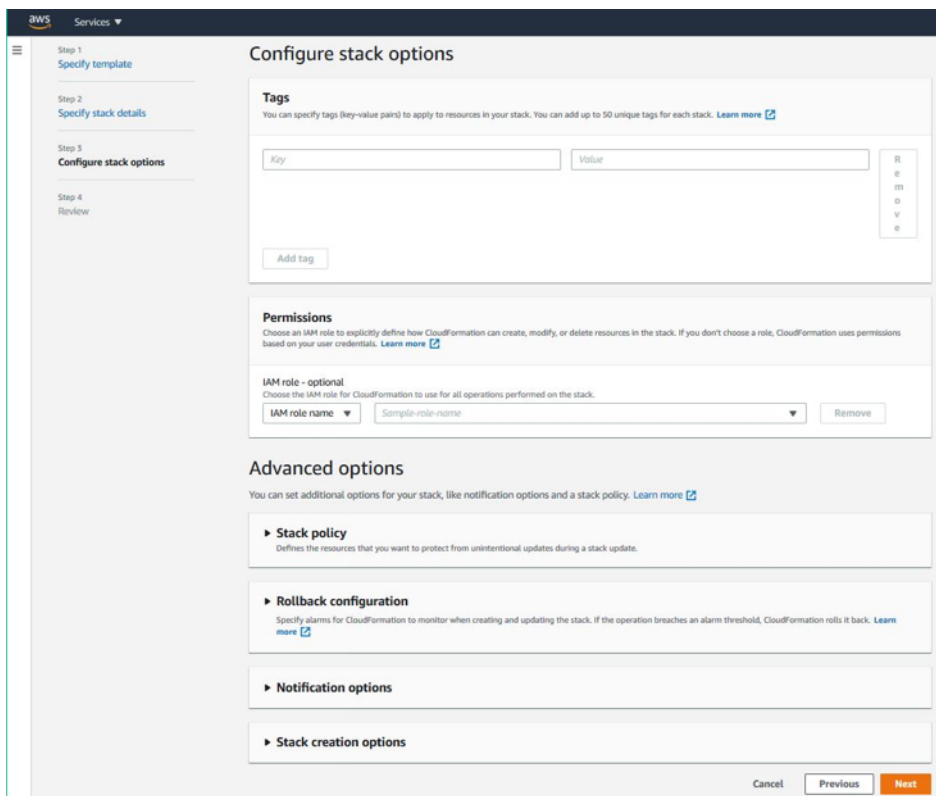 aws Services
Step 1
Specify template
Step 2
Specify stack details
Step 3
Configure stack options
Step 4
Review
Configure stack options
Tags
You can specify tags (key-value pairs) to apply to resources in your stack. You can add up to 50 unique tags for each stack. Learn more
Key Value Remove
Add tag
Permissions
Choose an IAM role to explicitly define how CloudFormation can create, modify, or delete resources in the stack. If you don't choose a role, CloudFormation uses permissions
based on your user credentials. Learn more
IAM role - optional
Choose the IAM role for CloudFormation to use for all operations performed on the stack.
IAM role name Sample-role-name Remove
Advanced options
You can set additional options for your stack, like notification options and a stack policy. Learn more
Stack policy
Defines the resources that you want to protect from unintentional updates during a stack update.
Rollback configuration
Specify alarms for CloudFormation to monitor when creating and updating the stack. If the operation breaches an alarm threshold, CloudFormation rolls it back. Learn
more
Notification options
Stack creation options
Cancel Previous Next